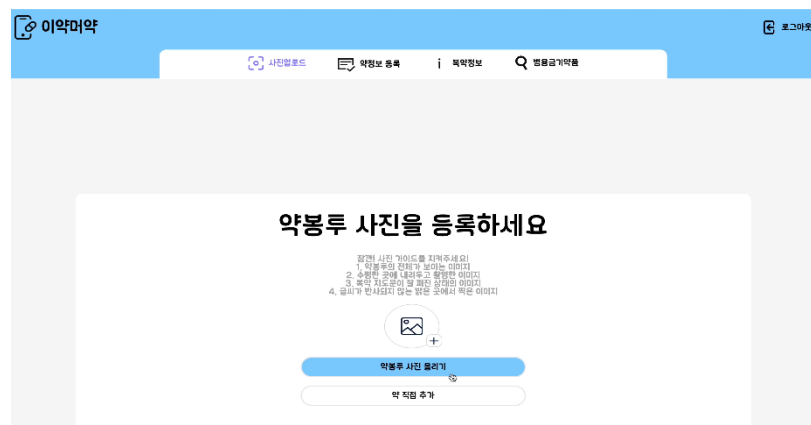 이약머약
로그아웃
사진업로드
약정보 등록
복약정보
병용금기약품
약봉투 사진을 등록하세요
잠깐! 사진 가이드를 지켜주세요!
1. 약봉투의 전체가 보이는 이미지
2. 수평한 곳에 내려두고 촬영한 이미지
3. 복약 지도문이 잘 펴진 상태의 이미지
4. 글씨가 반사되지 않는 밝은 곳에서 찍은 이미지
약봉투 사진 올리기
약 직접 추가